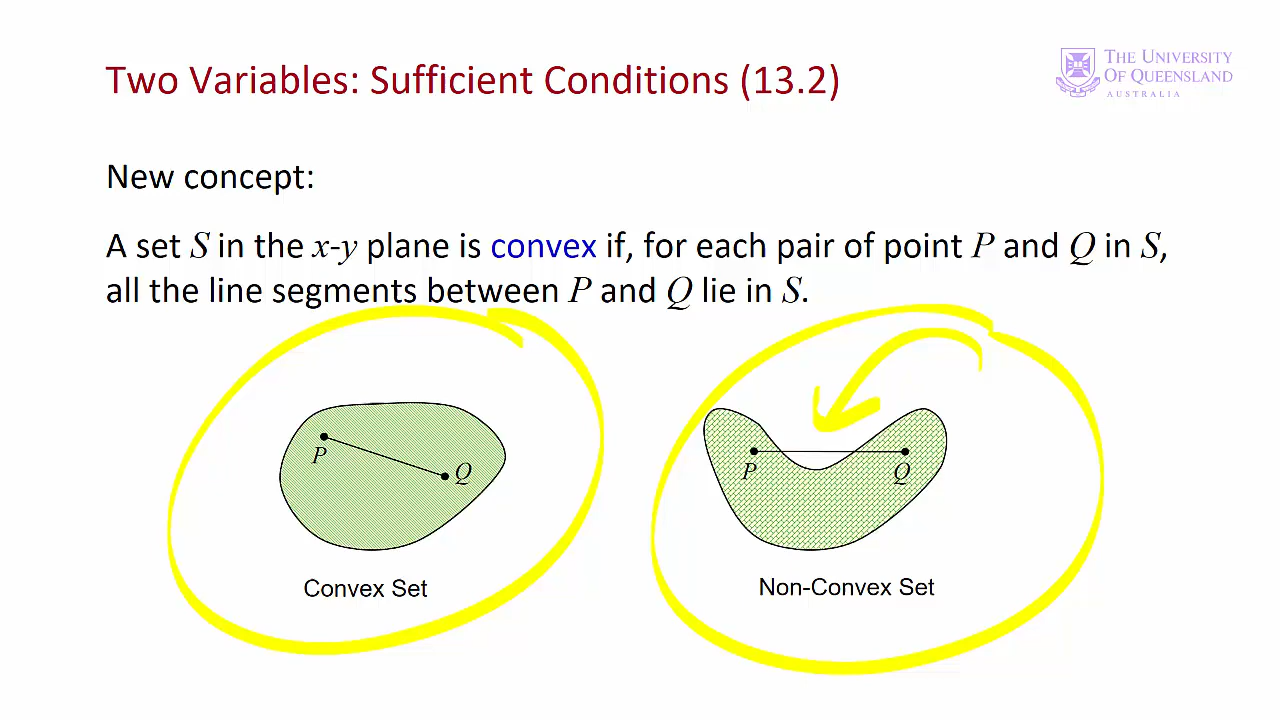 Two Variables: Sufficient Conditions (13.2)
THE UNIVERSITY
OF QUEENSLAND
AUSTRALIA
New concept:
A set S in the x-y plane is convex if, for each pair of point P and Q in S,
all the line segments between P and Q lie in S.
P
Q
P
Q
Convex Set
Non-Convex Set